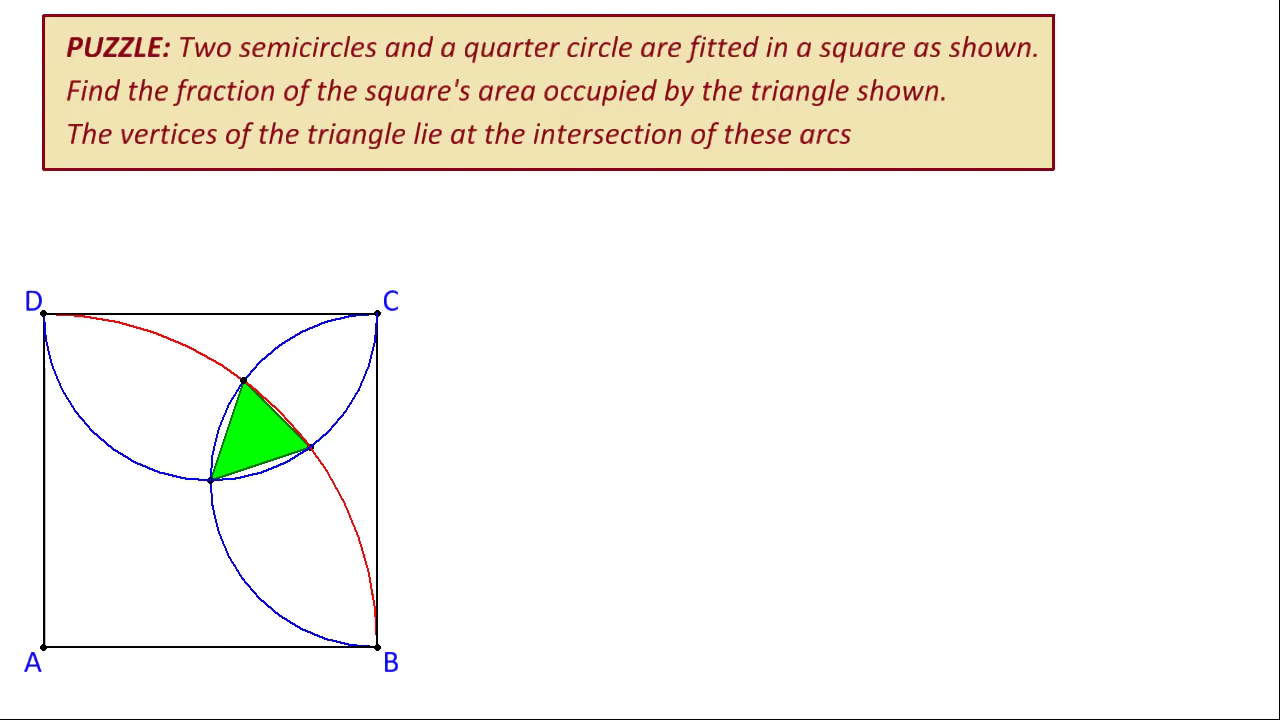 PUZZLE: Two semicircles and a quarter circle are fitted in a square as shown.
Find the fraction of the square's area occupied by the triangle shown.
The vertices of the triangle lie at the intersection of these arcs
D C
A B